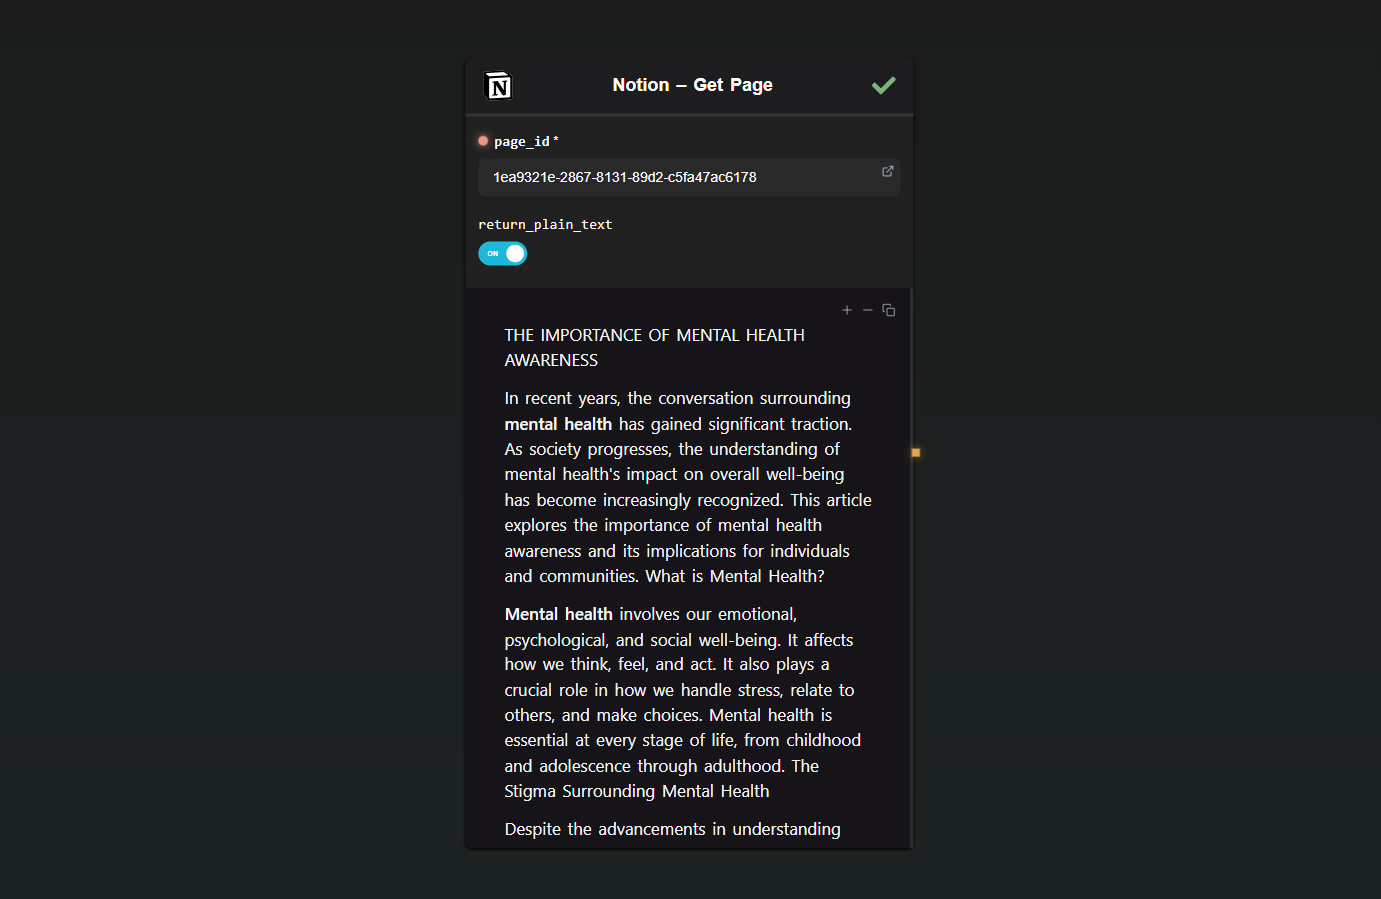 N
Notion – Get Page
page_id*
1ea9321e-2867-8131-89d2-c5fa47ac6178
return_plain_text
ON
THE IMPORTANCE OF MENTAL HEALTH
AWARENESS
In recent years, the conversation surrounding
mental health has gained significant traction.
As society progresses, the understanding of
mental health's impact on overall well-being
has become increasingly recognized. This article
explores the importance of mental health
awareness and its implications for individuals
and communities. What is Mental Health?
Mental health involves our emotional,
psychological, and social well-being. It affects
how we think, feel, and act. It also plays a
crucial role in how we handle stress, relate to
others, and make choices. Mental health is
essential at every stage of life, from childhood
and adolescence through adulthood. The
Stigma Surrounding Mental Health
Despite the advancements in understanding